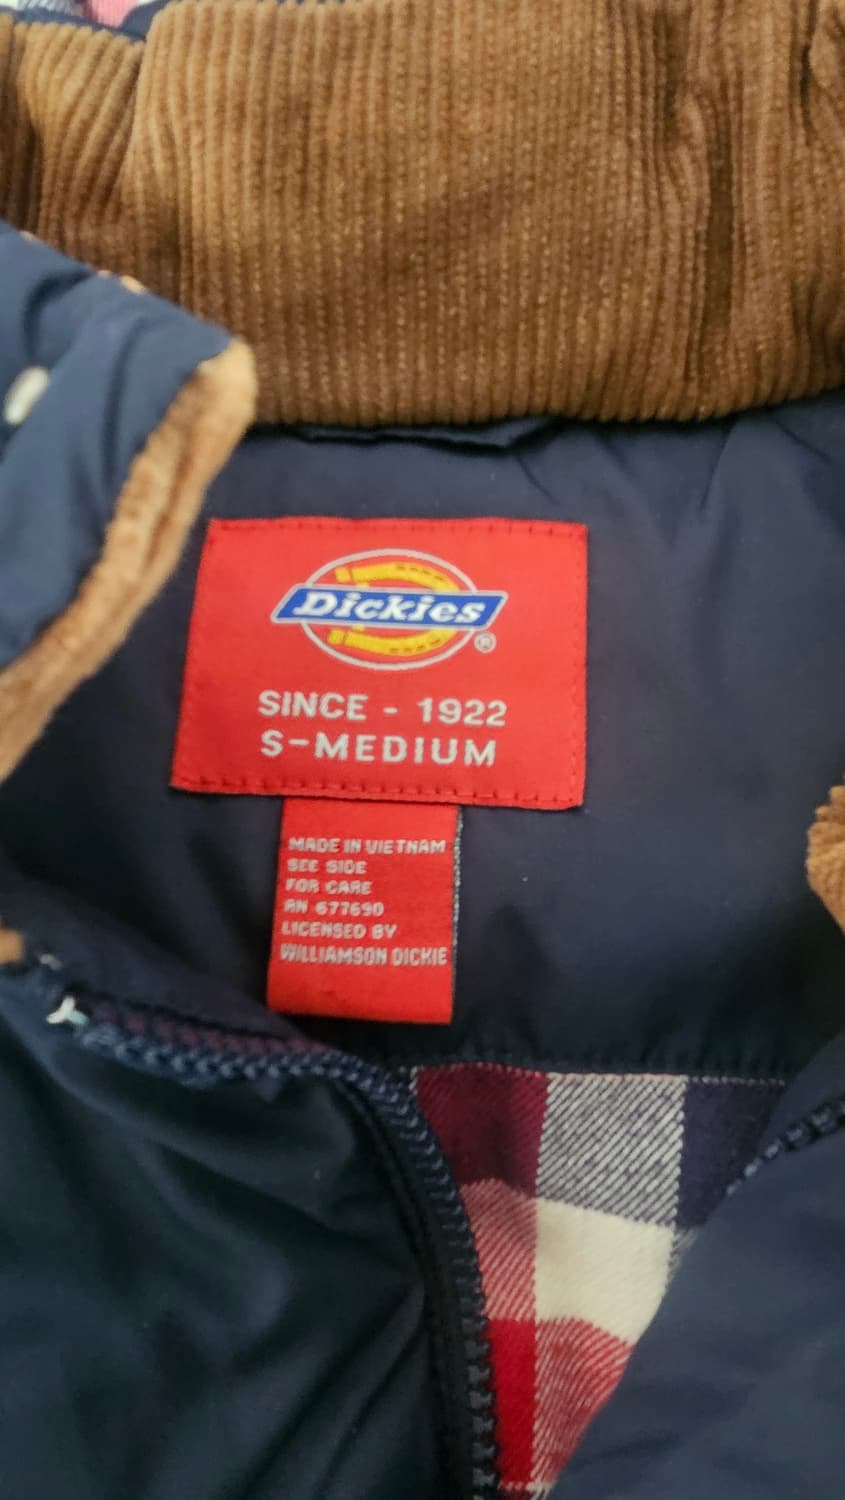 Dickies®
SINCE - 1922
S-MEDIUM
MADE IN VIETNAM
SEE SIDE
FOR CARE
RN 677690
LICENSED BY
WILLIAMSON DICKIE